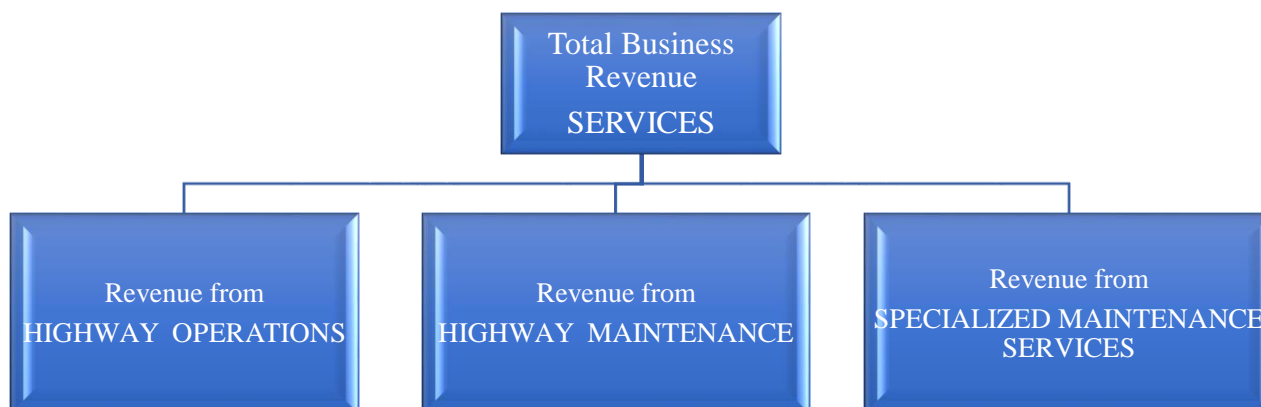 Total Business
Revenue
SERVICES
Revenue from
HIGHWAY OPERATIONS
Revenue from
HIGHWAY MAINTENANCE
Revenue from
SPECIALIZED MAINTENANCE
SERVICES